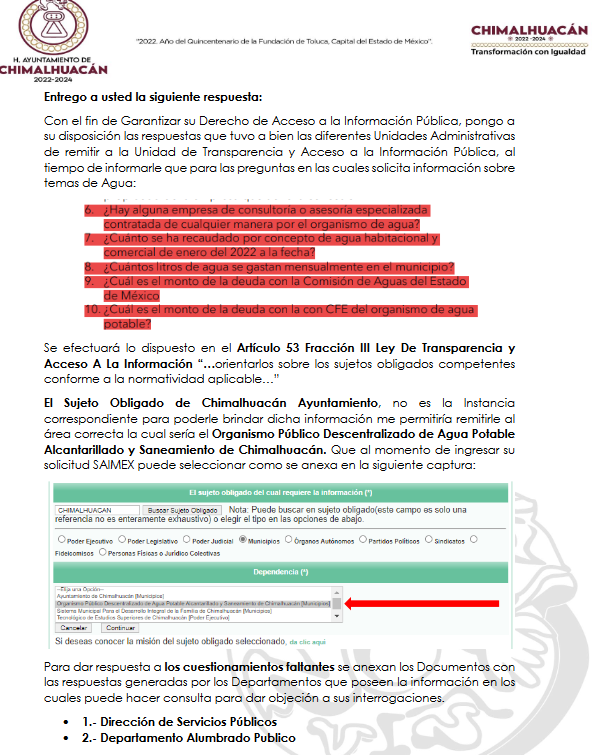 H. AYUNTAMIENTO DE
CHIMALHUACÁN
2022-2024
"2022. Año del Quincentenario de la Fundación de Toluca, Capital del Estado de México".
CHIMALHUACÁN
2022 - 2024
Transformación con Igualdad
Entrego a usted la siguiente respuesta:
Con el fin de Garantizar su Derecho de Acceso a la Información Pública, pongo a
su disposición las respuestas que tuvo a bien las diferentes Unidades Administrativas
de remitir a la Unidad de Transparencia y Acceso a la Información Pública, al
tiempo de informarle que para las preguntas en las cuales solicita información sobre
temas de Agua:
6. ¿Hay alguna empresa de consultoría o asesoría especializada
contratada de cualquier manera por el organismo de agua?
7. ¿Cuánto se ha recaudado por concepto de agua habitacional y
comercial de enero del 2022 a la fecha?
8. ¿Cuántos litros de agua se gastan mensualmente en el municipio?
9. ¿Cuál es el monto de la deuda con la Comisión de Aguas del Estado
de México
10. ¿Cuál es el monto de la deuda con la con CFE del organismo de agua
potable?
Se efectuará lo dispuesto en el Artículo 53 Fracción III Ley De Transparencia y
Acceso A La Información "...orientarlos sobre los sujetos obligados competentes
conforme a la normatividad aplicable..."
El Sujeto Obligado de Chimalhuacán Ayuntamiento, no es la Instancia
correspondiente para poderle brindar dicha información me permitiría remitirle al
área correcta la cual sería el Organismo Público Descentralizado de Agua Potable
Alcantarillado y Saneamiento de Chimalhuacán. Que al momento de ingresar su
solicitud SAIMEX puede seleccionar como se anexa en la siguiente captura:
El sujeto obligado del cual requiere la información (*)
CHIMALHUACAN Buscar Sujeto Obligado Nota: Puede buscar en sujeto obligado(este campo es solo una
referencia no es enteramente exhaustivo) o elegir el tipo en las opciones de abajo.
Poder Ejecutivo Poder Legislativo Poder Judicial Municipios Órganos Autónomos Partidos Políticos Sindicatos
Fideicomisos Personas Físicas o Jurídico Colectivas
Dependencia (*)
--Elija una Opción--
Ayuntamiento de Chimalhuacán [Municipios]
Organismo Público Descentralizado de Agua Potable Alcantarillado y Saneamiento de Chimalhuacán [Municipios]
Sistema Municipal Para el Desarrollo Integral de la Familia de Chimalhuacán [Municipios]
Tecnológico de Estudios Superiores de Chimalhuacán [Poder Ejecutivo]
Cancelar Continuar
Si deseas conocer la misión del sujeto obligado seleccionado, da clic aquí
Para dar respuesta a los cuestionamientos faltantes se anexan los Documentos con
las respuestas generadas por los Departamentos que poseen la información en los
cuales puede hacer consulta para dar objeción a sus interrogaciones.
• 1.- Dirección de Servicios Públicos
• 2.- Departamento Alumbrado Publico